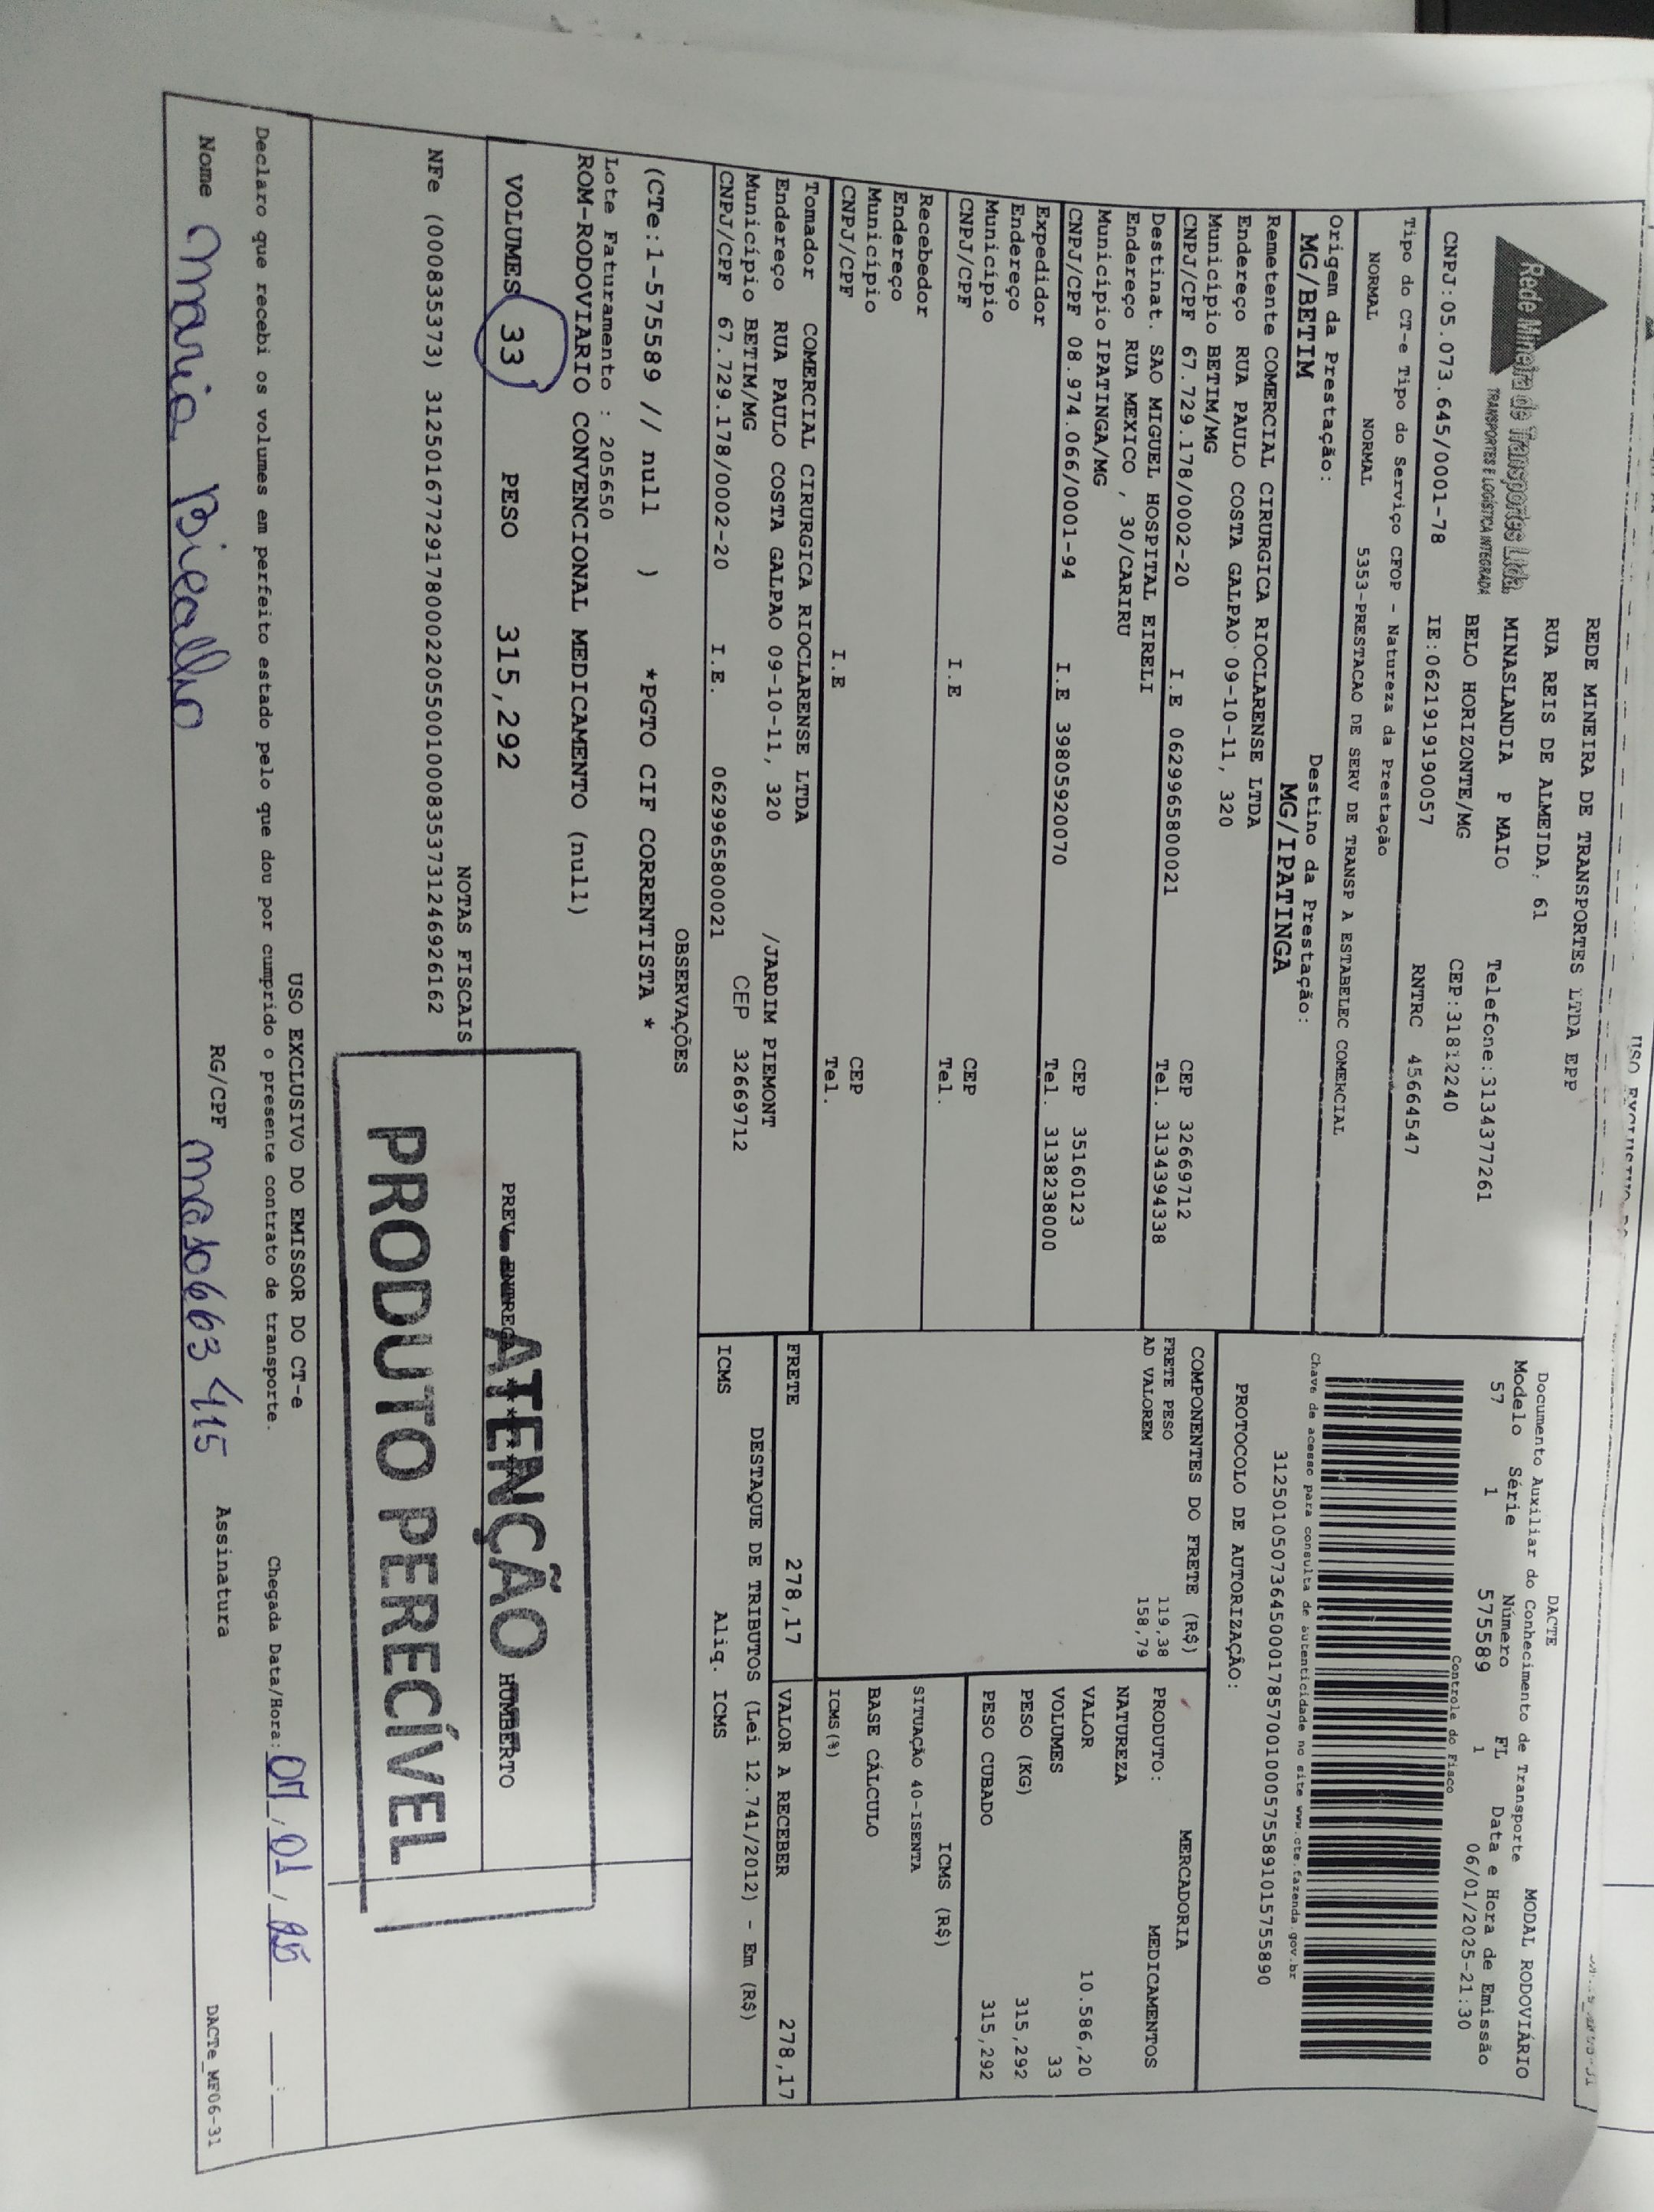 Rede Mineira de Transportes Ltda.
TRANSPORTES E LOGÍSTICA INTEGRADA
REDE MINEIRA DE TRANSPORTES LTDA EPP
RUA REIS DE ALMEIDA, 61
MINASLANDIA P MAIO Telefone:3134377261
BELO HORIZONTE/MG CEP:31812240
CNPJ:05.073.645/0001-78 IE:0621919190057 RNTRC 45664547
Tipo do CT-e Tipo do Serviço CFOP - Natureza da Prestação
NORMAL NORMAL 5353-PRESTACAO DE SERV DE TRANSP A ESTABELEC COMERCIAL
Origem da Prestação: Destino da Prestação:
MG/BETIM MG/IPATINGA
Remetente COMERCIAL CIRURGICA RIOCLARENSE LTDA
Endereço RUA PAULO COSTA GALPAO 09-10-11, 320
Município BETIM/MG CEP 32669712
CNPJ/CPF 67.729.178/0002-20 I.E 0629965800021 Tel. 3134394338
Destinat. SAO MIGUEL HOSPITAL EIRELI
Endereço RUA MEXICO , 30/CARIRU
Município IPATINGA/MG CEP 35160123
CNPJ/CPF 08.974.066/0001-94 I.E 3980592070070 Tel. 3138238000
Expedidor
Endereço
Município CEP
CNPJ/CPF I.E Tel.
Recebedor
Endereço
Município CEP
CNPJ/CPF I.E Tel.
Tomador COMERCIAL CIRURGICA RIOCLARENSE LTDA
Endereço RUA PAULO COSTA GALPAO 09-10-11, 320 /JARDIM PIEMONT
Município BETIM/MG CEP 32669712
CNPJ/CPF 67.729.178/0002-20 I.E. 0629965800021
DACTE MODAL RODOVIÁRIO
Documento Auxiliar do Conhecimento de Transporte
Modelo Série Número FL Data e Hora de Emissão
57 1 575589 1 06/01/2025-21:30
Controle do Fisco
Chave de acesso para consulta de autenticidade no site www.cte.fazenda.gov.br
31250105073645000178570010005755891015755890
PROTOCOLO DE AUTORIZAÇÃO:
COMPONENTES DO FRETE (R$)
FRETE PESO 119,38
AD VALOREM 158,79
MERCADORIA
PRODUTO: MEDICAMENTOS
NATUREZA
VALOR 10.586,20
VOLUMES 33
PESO (KG) 315,292
PESO CUBADO 315,292
ICMS (R$)
SITUAÇÃO 40-ISENTA
BASE CÁLCULO
ICMS(%)
FRETE 278,17 VALOR A RECEBER 278,17
DESTAQUE DE TRIBUTOS (Lei 12.741/2012) - Em (R$)
ICMS Aliq. ICMS
OBSERVAÇÕES
(CTe:1-575589 // null ) *PGTO CIF CORRENTISTA *
Lote Faturamento : 205650
ROM-RODOVIARIO CONVENCIONAL MEDICAMENTO (null)
VOLUMES 33 PESO 315,292 PREV. ENTREGA HUMBERTO
NOTAS FISCAIS
NFe (000835373) 31250167729178000220550010008353731246926162
ATENÇÃO
PRODUTO PERECÍVEL
USO EXCLUSIVO DO EMISSOR DO CT-e
Declaro que recebi os volumes em perfeito estado pelo que dou por cumprido o presente contrato de transporte. Chegada Data/Hora: 07/01/25
Nome Maria Bicalho RG/CPF MG10663415 Assinatura
DACTe_MF06-31